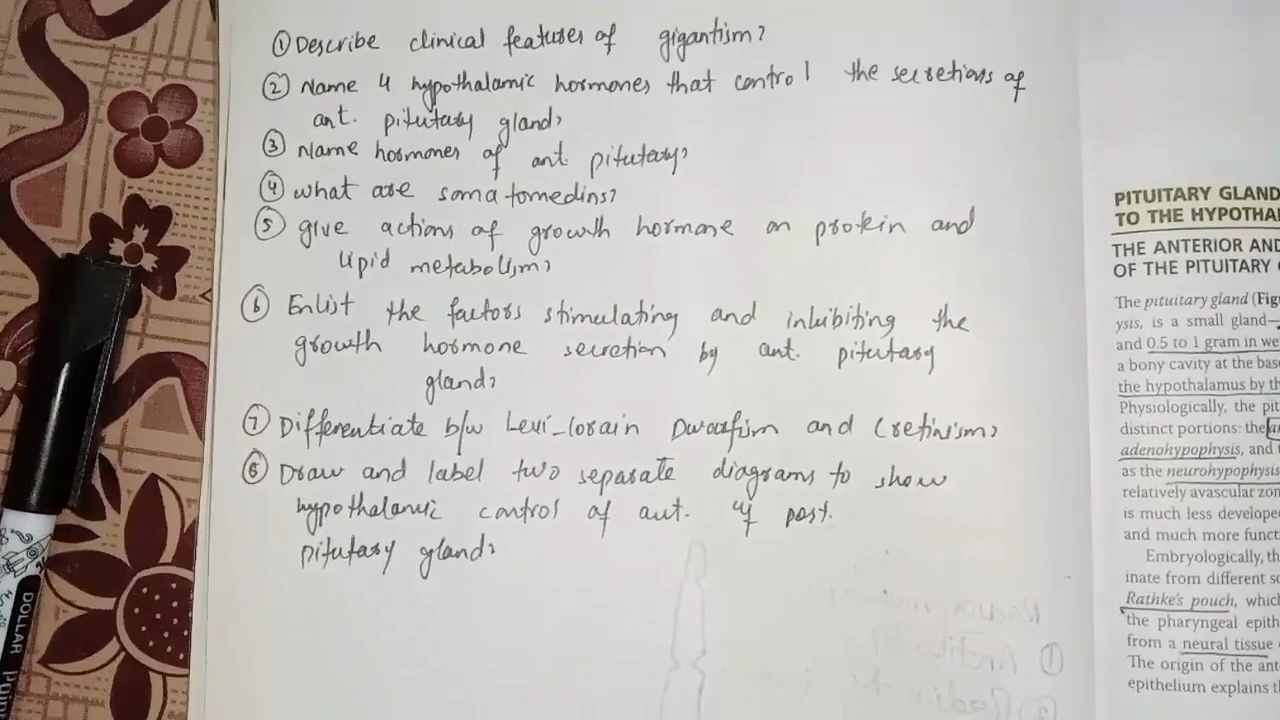 ① Describe clinical features of gigantism?
② Name 4 hypothalamic hormones that control the secretions of
ant. pitutary gland?
③ Name hormones of ant. pitutary?
④ what are somatomedins?
⑤ give actions of growth hormone on protein and
lipid metabolism?
⑥ Enlist the factors stimulating and inhibiting the
growth hormone secretion by ant. pitutary
gland?
⑦ Differentiate b/w Levi-lorain Dwarfism and Cretinism?
⑧ Draw and label two separate diagrams to show
hypothalamic control of ant. & post.
pitutary gland?
PITUITARY GLAND
TO THE HYPOTHA
THE ANTERIOR AND
OF THE PITUITARY
The pituitary gland (Fig
ysis, is a small gland—
and 0.5 to 1 gram in we
a bony cavity at the base
the hypothalamus by th
Physiologically, the pit
distinct portions: the an
adenohypophysis, and
as the neurohypophysis
relatively avascular zon
is much less develope
and much more funct
Embryologically, th
inate from different so
Rathke's pouch, which
the pharyngeal epith
from a neural tissue
The origin of the ant
epithelium explains t
DOLLAR